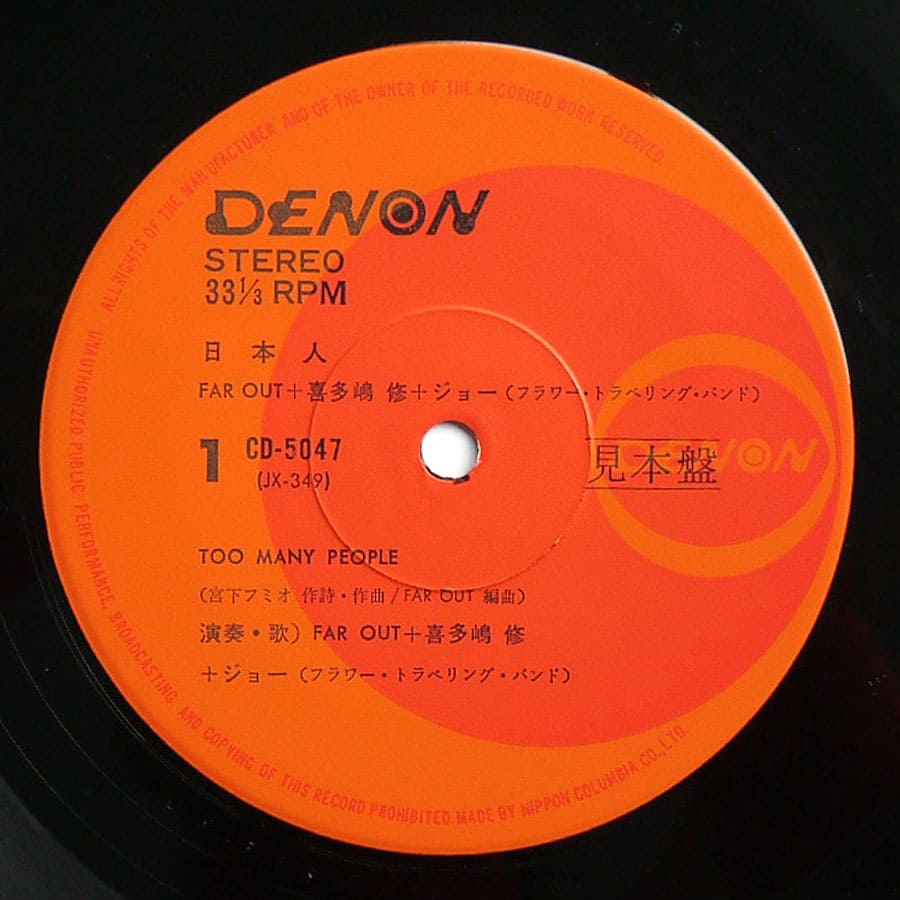 ALL RIGHTS OF THE MANUFACTURER AND OF THE OWNER OF THE RECORDED WORK RESERVED.
DENON
STEREO
33⅓ RPM
日本人
FAR OUT+喜多嶋 修+ジョー(フラワー・トラベリング・バンド)
1 CD-5047
(JX-349)
見本盤
DENON
TOO MANY PEOPLE
(宮下フミオ 作詩・作曲/FAR OUT 編曲)
演奏・歌) FAR OUT+喜多嶋 修
+ジョー(フラワー・トラベリング・バンド)
UNAUTHORIZED PUBLIC PERFORMANCE, BROADCASTING AND COPYING OF THIS RECORD PROHIBITED. MADE BY NIPPON COLUMBIA CO., LTD.